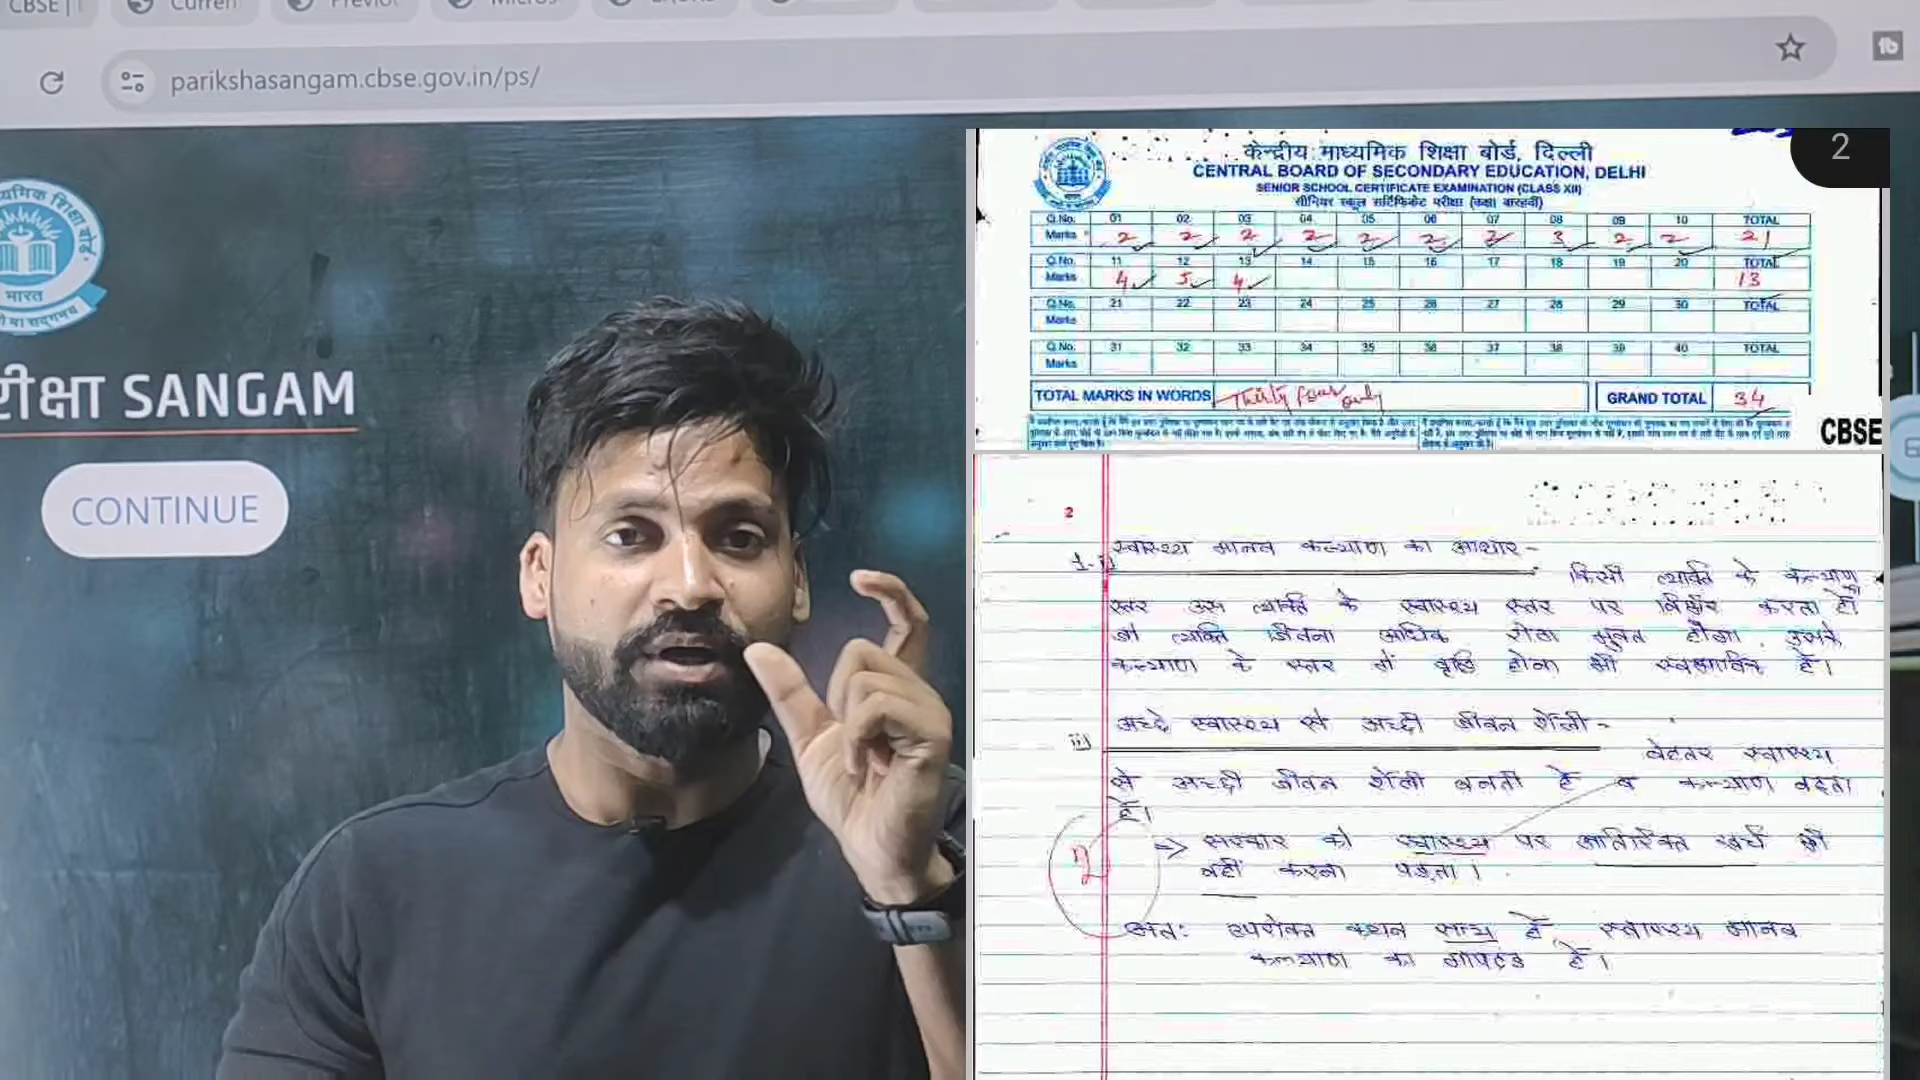 CBSE |
Curren
Previou
Micros
parikshasangam.cbse.gov.in/ps/
2
केन्द्रीय माध्यमिक शिक्षा बोर्ड, दिल्ली
CENTRAL BOARD OF SECONDARY EDUCATION, DELHI
SENIOR SCHOOL CERTIFICATE EXAMINATION (CLASS XII)
सीनियर स्कूल सर्टिफिकेट परीक्षा (कक्षा बारहवीं)
Q.No. 01 02 03 04 05 06 07 08 09 10 TOTAL
Marks 2 2 2 2 2 2 2 3 2 2 21
Q.No. 11 12 13 14 15 16 17 18 19 20 TOTAL
Marks 4 5 4 13
Q.No. 21 22 23 24 25 26 27 28 29 30 TOTAL
Marks
Q.No. 31 32 33 34 35 36 37 38 39 40 TOTAL
Marks
TOTAL MARKS IN WORDS Thirty four only GRAND TOTAL 34
CBSE
भारत
रीक्षा SANGAM
CONTINUE
2
स्वास्थ्य मानव कल्याण का आधार -
किसी व्यक्ति के कल्याण का
स्तर उस व्यक्ति के स्वास्थ्य स्तर पर निर्भर करता है।
जो व्यक्ति जितना अधिक रोग मुक्त होगा उसके
कल्याण के स्तर में वृद्धि होना भी स्वाभाविक है।
iii) अच्छे स्वास्थ्य से अच्छी जीवन शैली -
बेहतर स्वास्थ्य
से अच्छी जीवन शैली बनती है व कल्याण बढ़ता
है।
=> सरकार को स्वास्थ्य पर अतिरिक्त खर्च भी
नहीं करना पड़ता।
2
अतः उपरोक्त कथन सत्य है स्वास्थ्य मानव
कल्याण का मापदंड है।